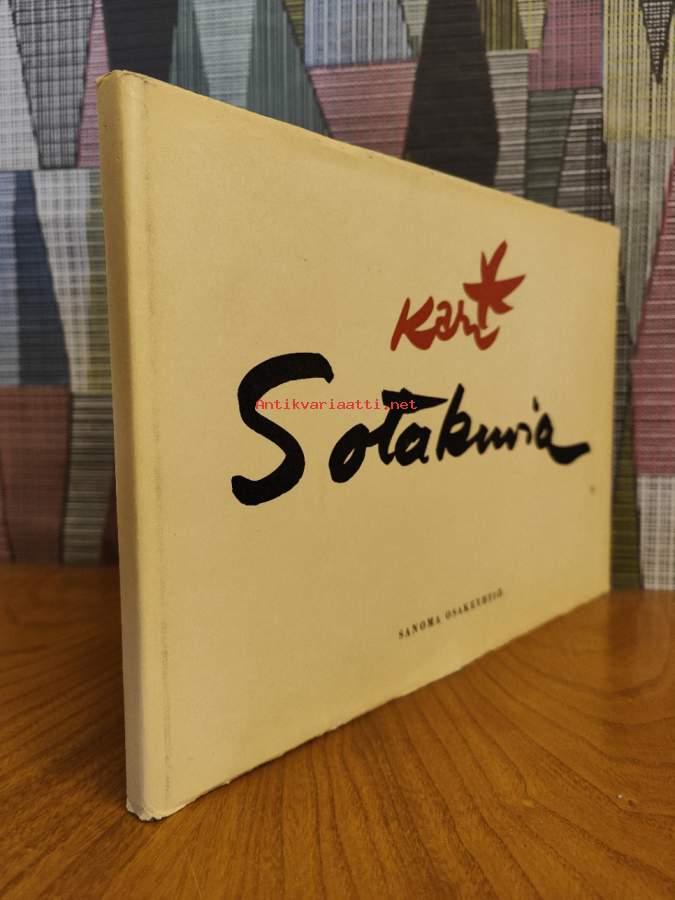 Kari
Sotakuvia
Antikvariaatti.net
SANOMA OSAKEYHTIÖ